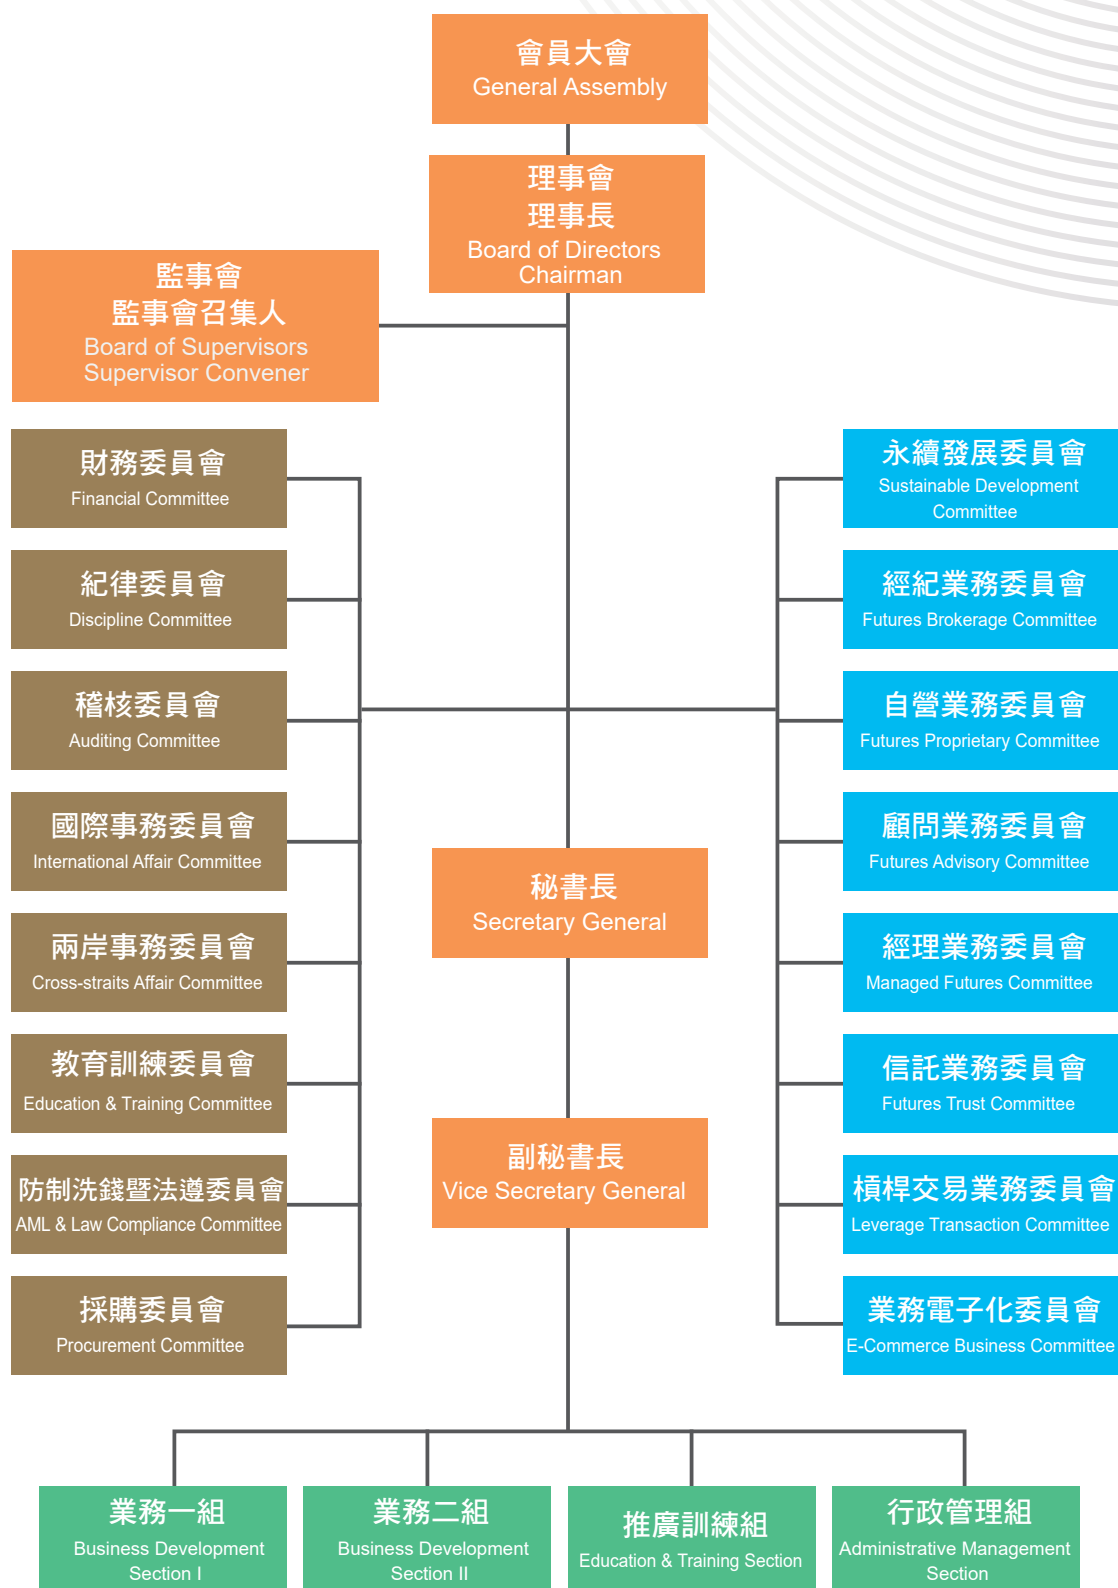 會員大會
General Assembly
理事會
理事長
Board of Directors
Chairman
監事會
監事會召集人
Board of Supervisors
Supervisor Convener
財務委員會
Financial Committee
紀律委員會
Discipline Committee
稽核委員會
Auditing Committee
國際事務委員會
International Affair Committee
兩岸事務委員會
Cross-straits Affair Committee
教育訓練委員會
Education & Training Committee
防制洗錢暨法遵委員會
AML & Law Compliance Committee
採購委員會
Procurement Committee
永續發展委員會
Sustainable Development
Committee
經紀業務委員會
Futures Brokerage Committee
自營業務委員會
Futures Proprietary Committee
顧問業務委員會
Futures Advisory Committee
經理業務委員會
Managed Futures Committee
信託業務委員會
Futures Trust Committee
槓桿交易業務委員會
Leverage Transaction Committee
業務電子化委員會
E-Commerce Business Committee
秘書長
Secretary General
副秘書長
Vice Secretary General
業務一組
Business Development
Section I
業務二組
Business Development
Section II
推廣訓練組
Education & Training Section
行政管理組
Administrative Management
Section